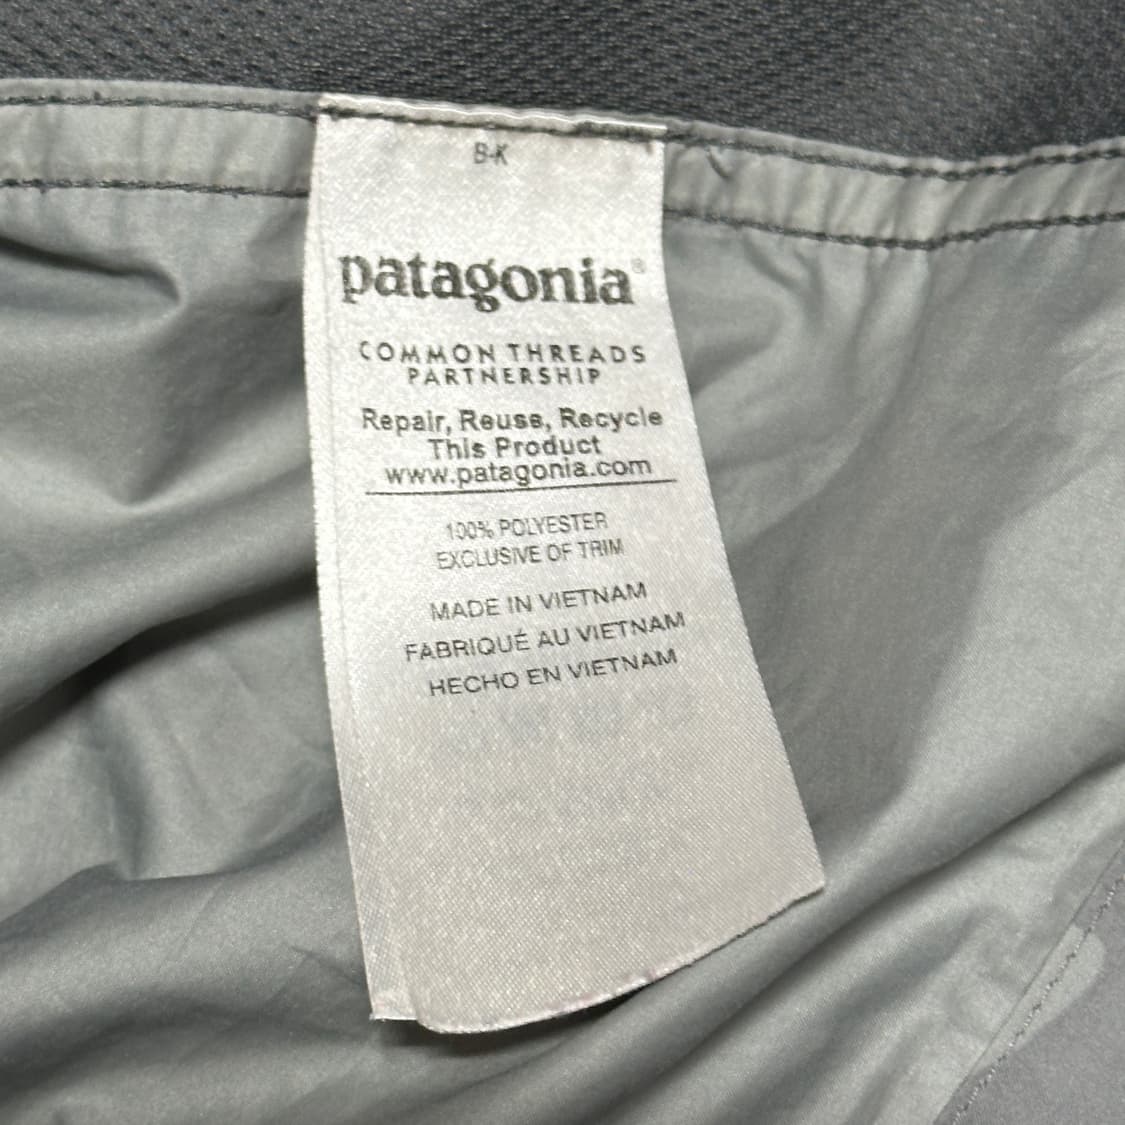 B-K
patagonia®
COMMON THREADS
PARTNERSHIP
Repair, Reuse, Recycle
This Product
www.patagonia.com
100% POLYESTER
EXCLUSIVE OF TRIM
MADE IN VIETNAM
FABRIQUÉ AU VIETNAM
HECHO EN VIETNAM